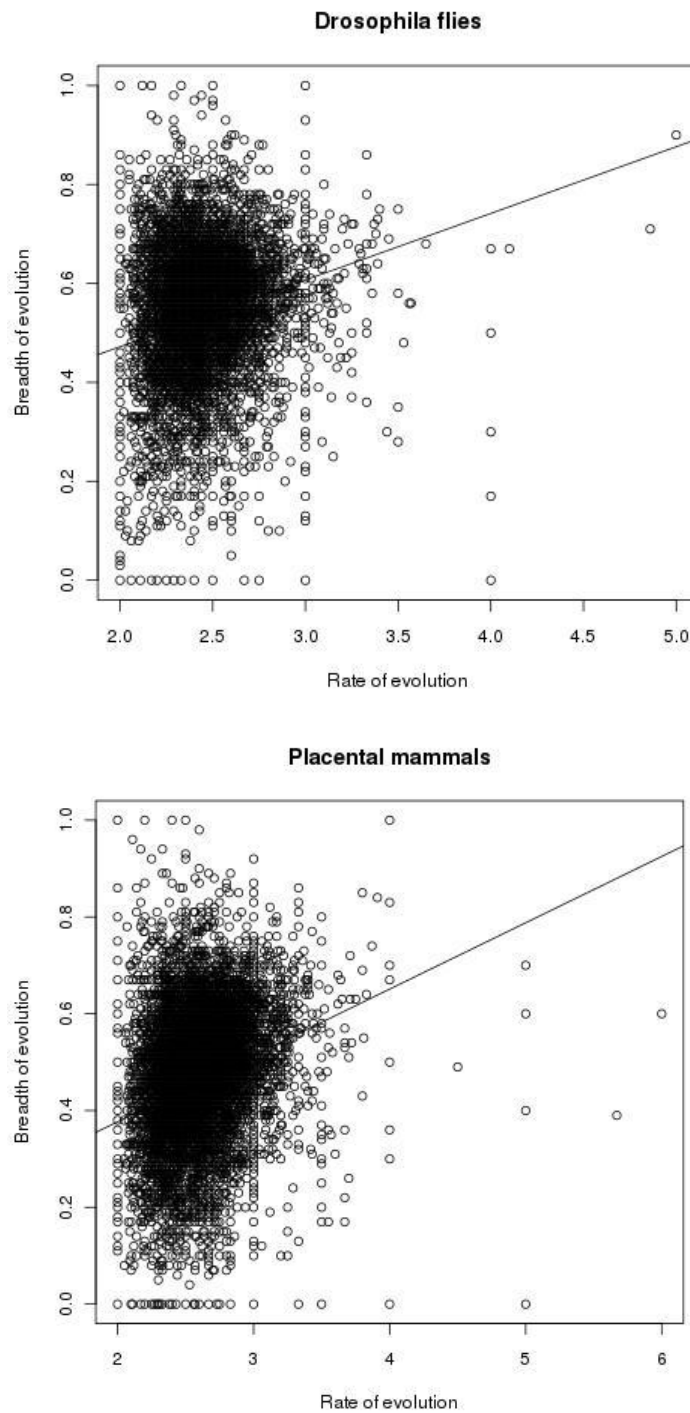 Drosophila flies
Breadth of evolution
1.0
0.8
0.6
0.4
0.2
0.0
2.0 2.5 3.0 3.5 4.0 4.5 5.0
Rate of evolution
Placental mammals
Breadth of evolution
1.0
0.8
0.6
0.4
0.2
0.0
2 3 4 5 6
Rate of evolution